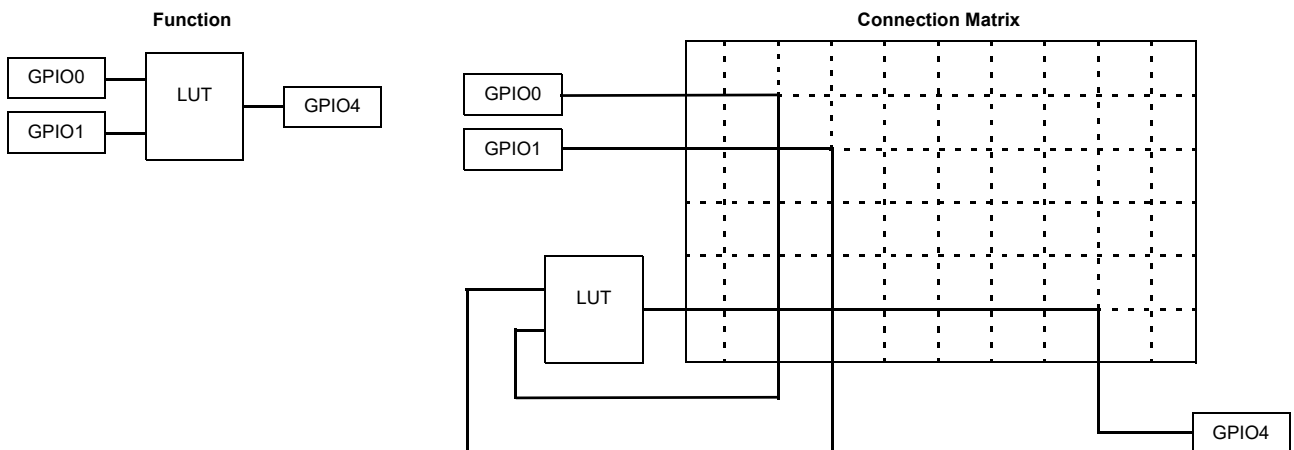 Function
GPIO0
GPIO1
LUT
GPIO4
Connection Matrix
GPIO0
GPIO1
LUT
GPIO4